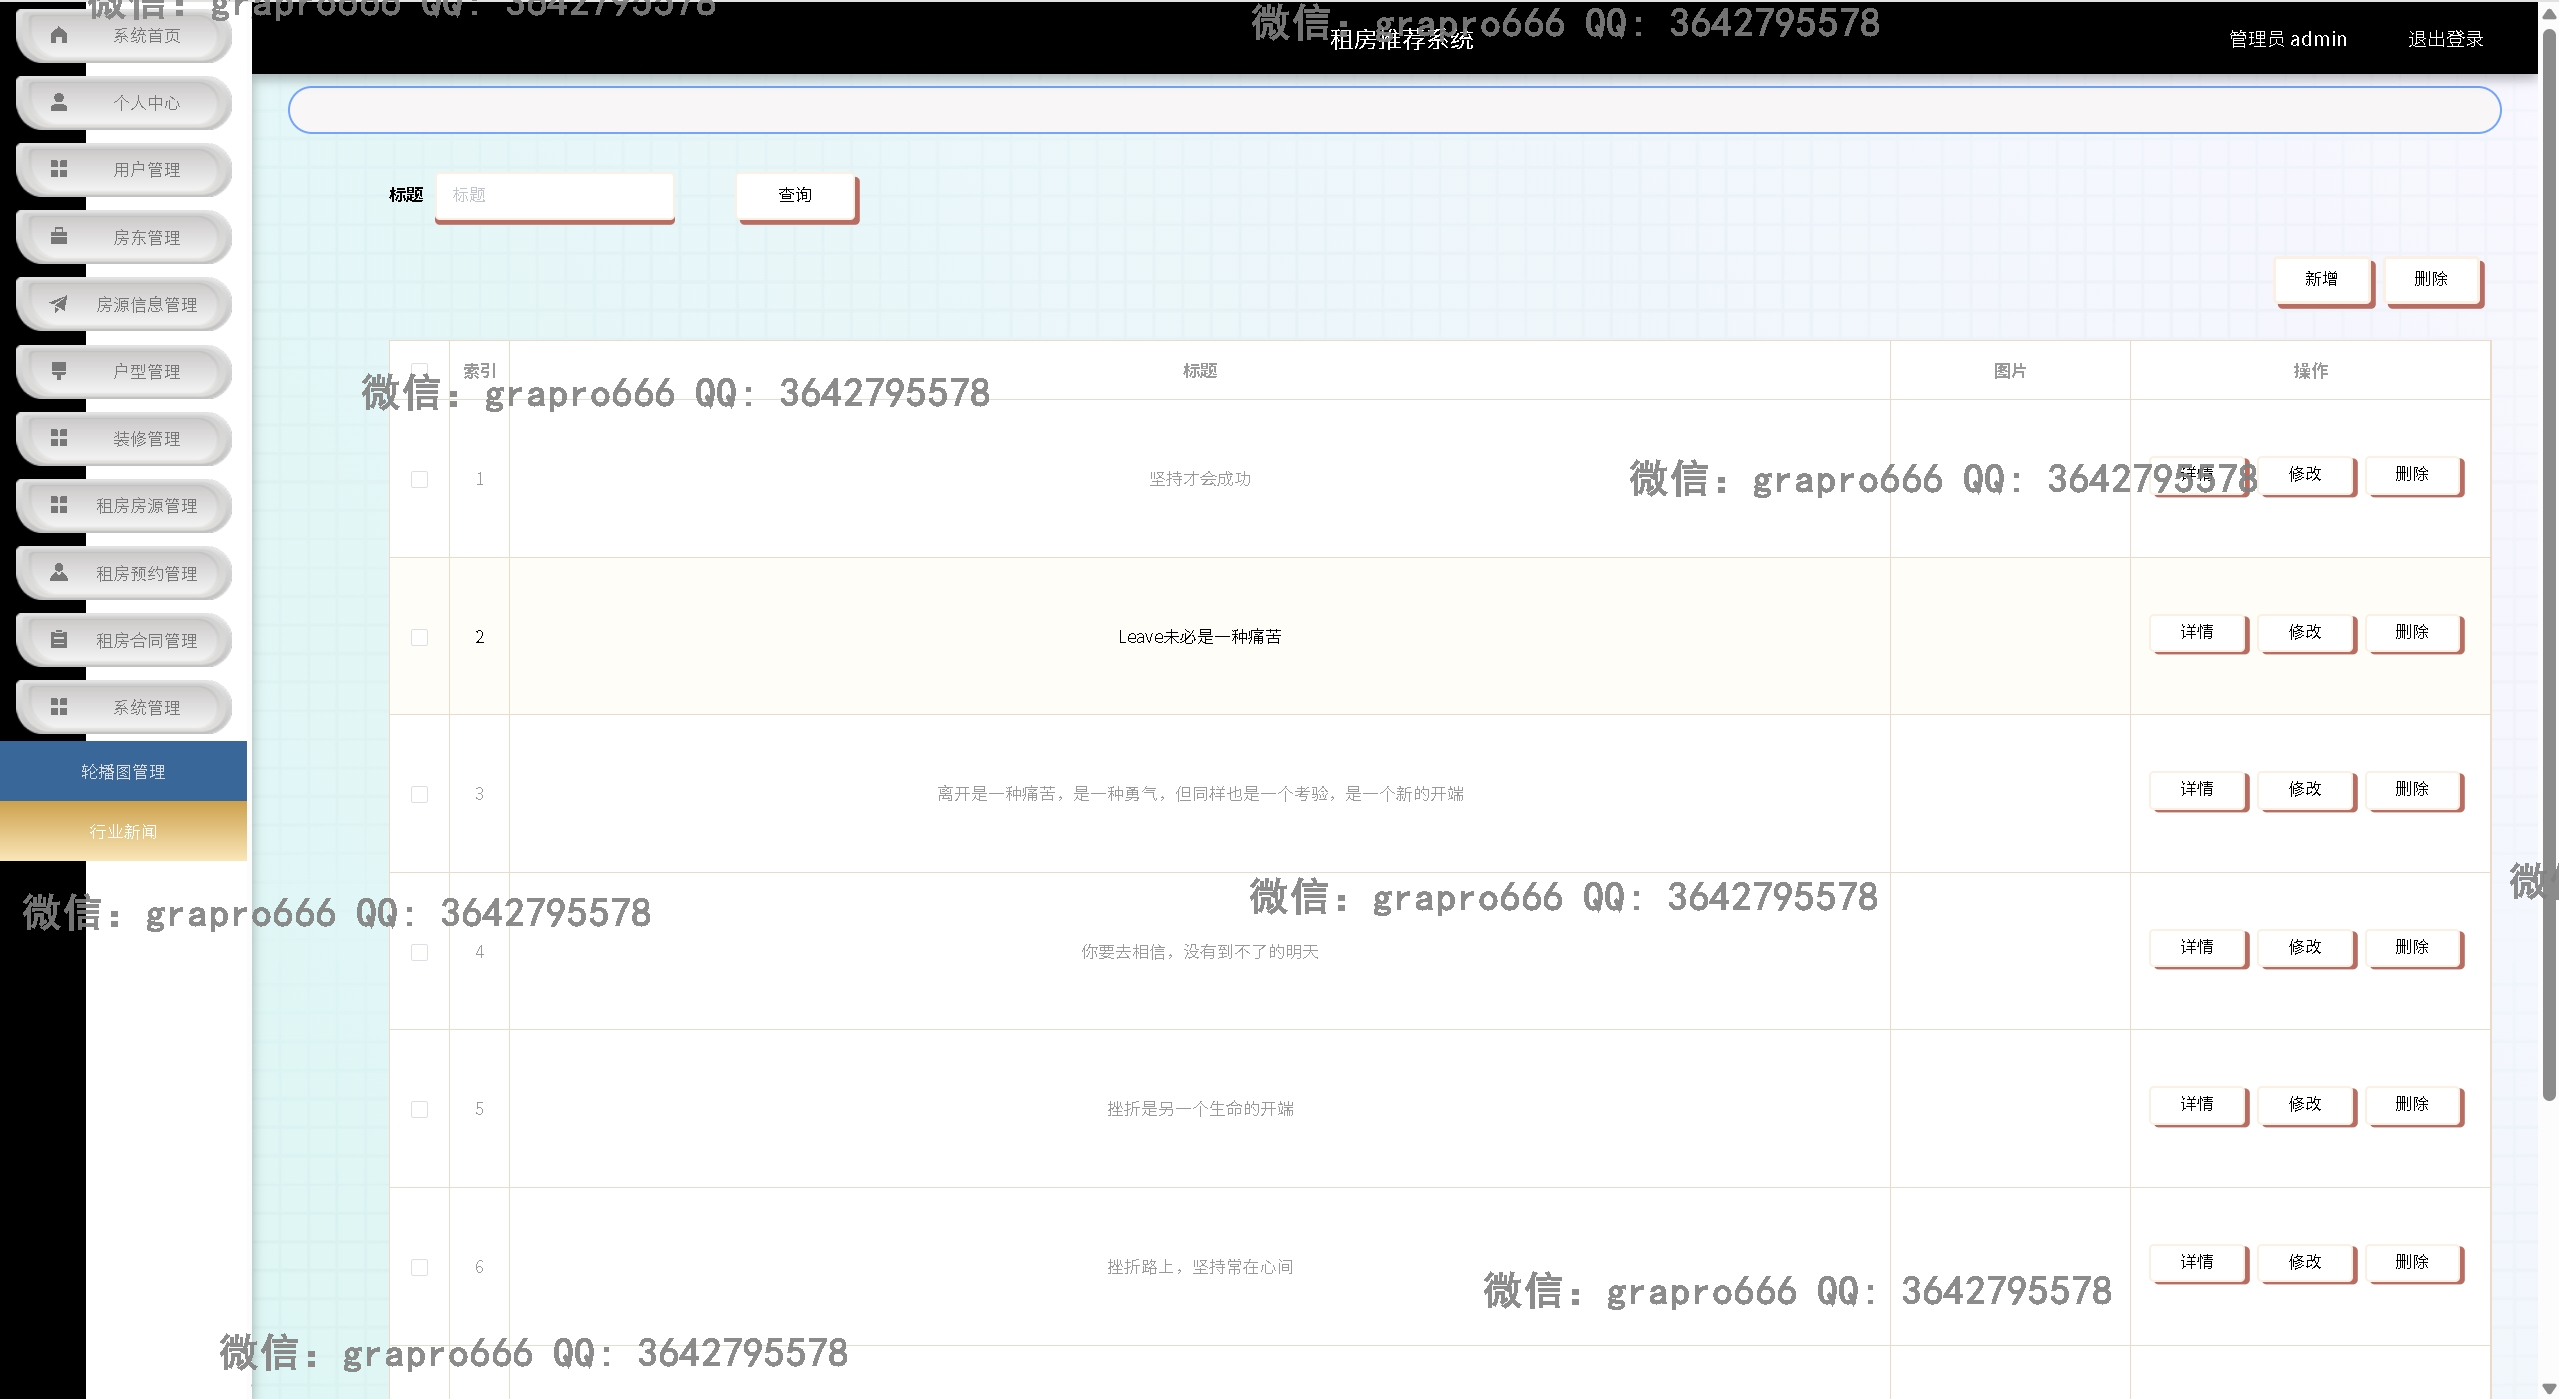 微信: grapro666 QQ: 3642795578
微信: grapro666 QQ: 3642795578
租房推荐系统
管理员 admin
退出登录
系统首页
个人中心
用户管理
房东管理
房源信息管理
户型管理
装修管理
租房房源管理
租房预约管理
租房合同管理
系统管理
轮播图管理
行业新闻
标题
标题
查询
新增
删除
索引 标题 图片 操作
微信: grapro666 QQ: 3642795578
1 坚持才会成功 详情 修改 删除
微信: grapro666 QQ: 3642795578
2 Leave未必是一种痛苦 详情 修改 删除
3 离开是一种痛苦，是一种勇气，但同样也是一个考验，是一个新的开端 详情 修改 删除
微信: grapro666 QQ: 3642795578
微信: grapro666 QQ: 3642795578
4 你要去相信，没有到不了的明天 详情 修改 删除
5 挫折是另一个生命的开端 详情 修改 删除
6 挫折路上，坚持常在心间 详情 修改 删除
微信: grapro666 QQ: 3642795578
微信: grapro666 QQ: 3642795578